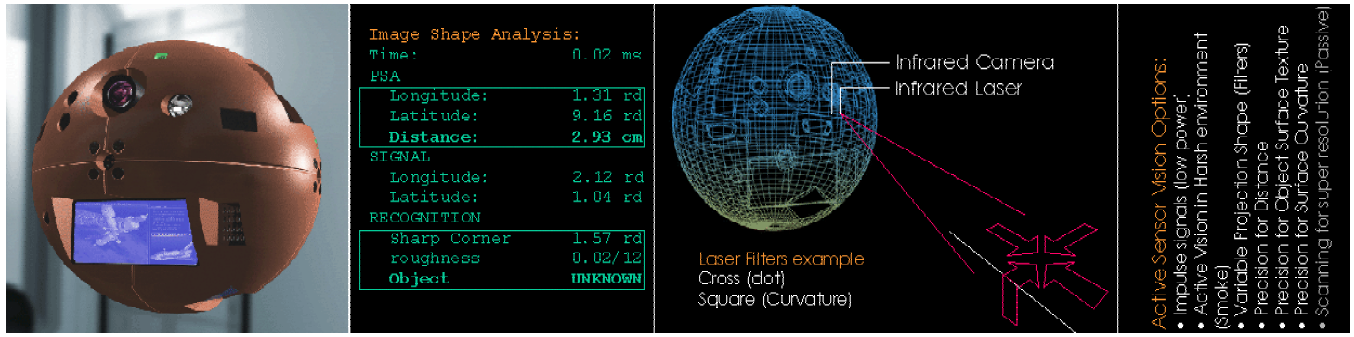 Image Shape Analysis:
Time: 0.02 ms
PSA
Longitude: 1.31 rd
Latitude: 9.16 rd
Distance: 2.93 cm
SIGNAL
Longitude: 2.12 rd
Latitude: 1.04 rd
RECOGNITION
Sharp Corner 1.57 rd
roughness 0.02/12
Object UNKNOWN
Infrared Camera
Infrared Laser
Laser Filters example
Cross (dot)
Square (Curvature)
Active Sensor Vision Options:
• Impulse signals (low power,
• Active Vision in Harsh environment
(Smoke)
• Variable Projection Shape (Filters)
• Precision for Distance
• Precision for Object Surface Texture
• Precision for Surface Curvature
• Scanning for super resolution (Passive)